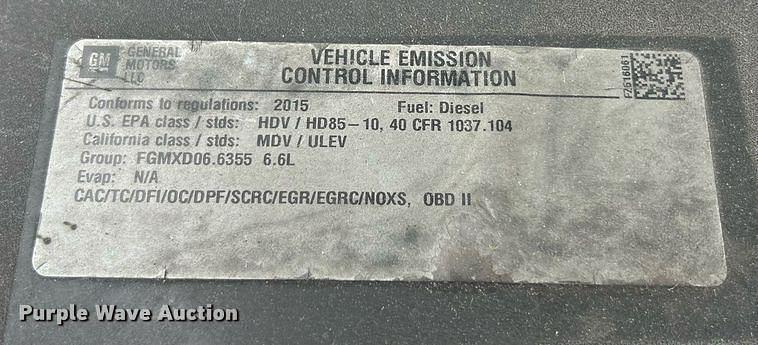 GM
GENERAL
MOTORS
LLC
VEHICLE EMISSION
CONTROL INFORMATION
FZ616061
Conforms to regulations: 2015 Fuel: Diesel
U.S. EPA class / stds: HDV / HD85-10, 40 CFR 1037.104
California class / stds: MDV / ULEV
Group: FGMXD06.6355 6.6L
Evap: N/A
CAC/TC/DFI/OC/DPF/SCRC/EGR/EGRC/NOXS, OBD II
Purple Wave Auction